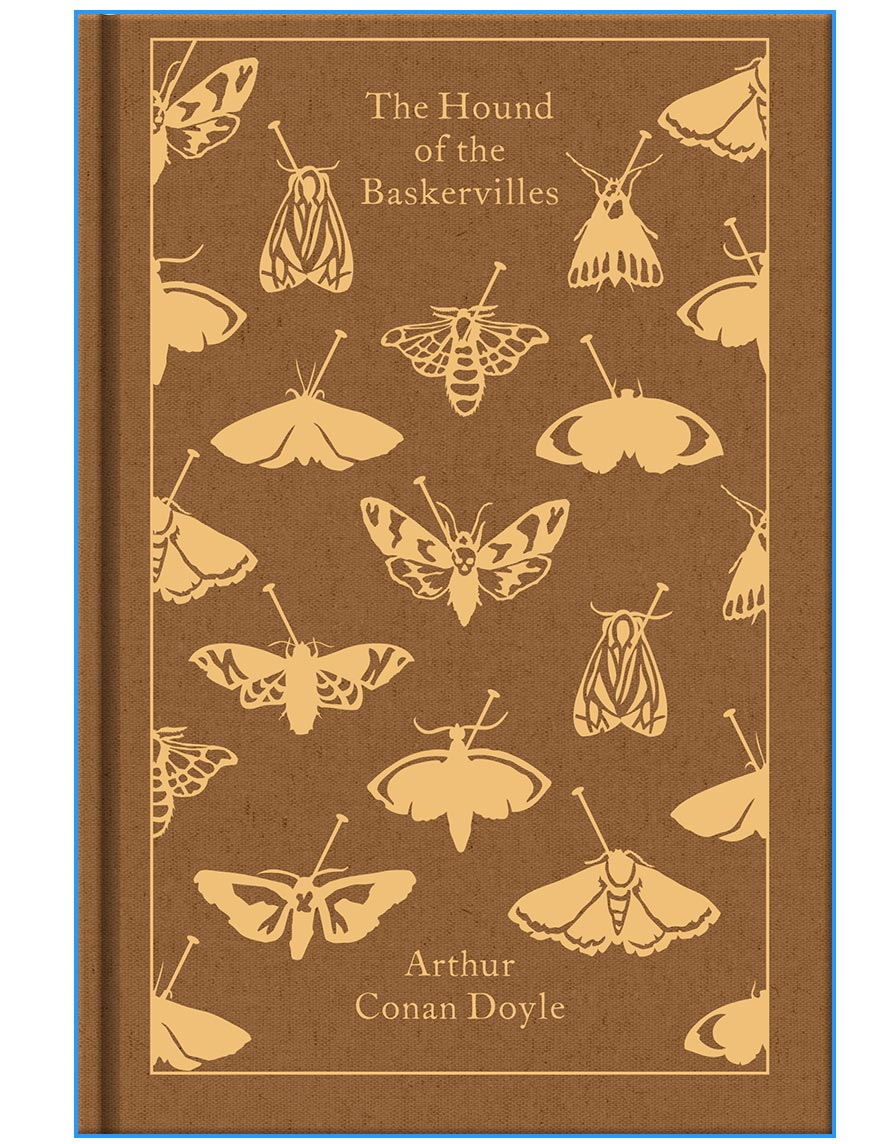 The Hound
of the
Baskervilles
Arthur
Conan Doyle